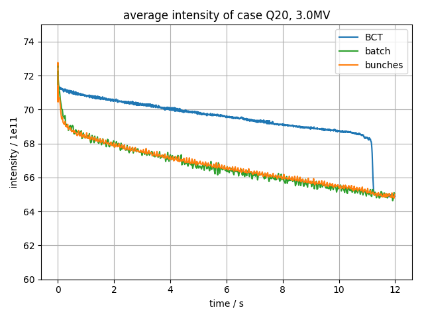 average intensity of case Q20, 3.0MV
BCT
batch
bunches
intensity / 1e11
74
72
70
68
66
64
62
60
0
2
4
6
8
10
12
time / s